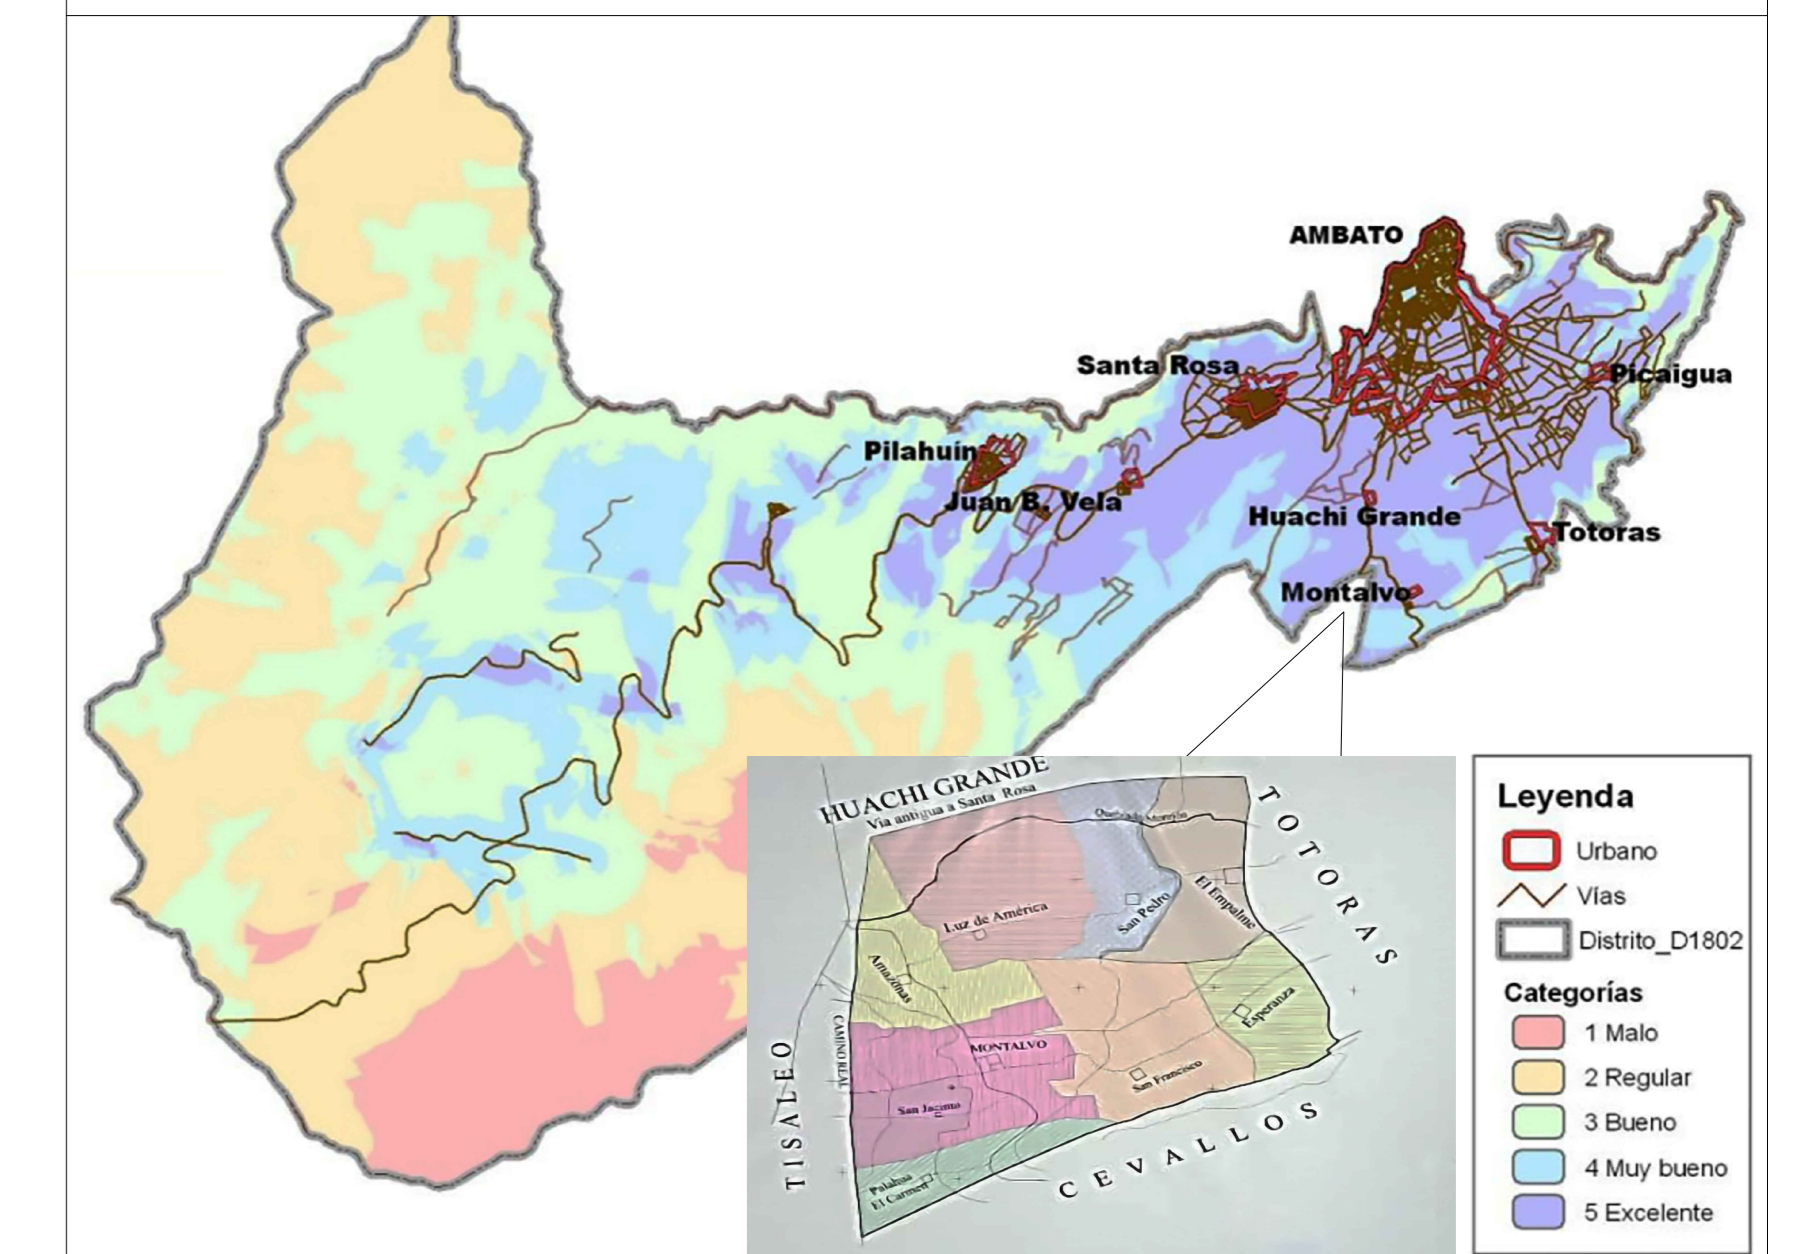 AMBATO
Santa Rosa
Picaigua
Pilahuín
Juan B. Vela
Huachi Grande
Totoras
Montalvo
HUACHI GRANDE
Via antigua a Santa Rosa
TOTORAS
El Empalme
San Pedro
Luz de América
Amazonas
Esperanza
CAMINO REAL
MONTALVO
San Francisco
San Jacinto
TISALEO
CEVALLOS
Palahua
El Carmen
Leyenda
Urbano
Vías
Distrito_D1802
Categorías
1 Malo
2 Regular
3 Bueno
4 Muy bueno
5 Excelente